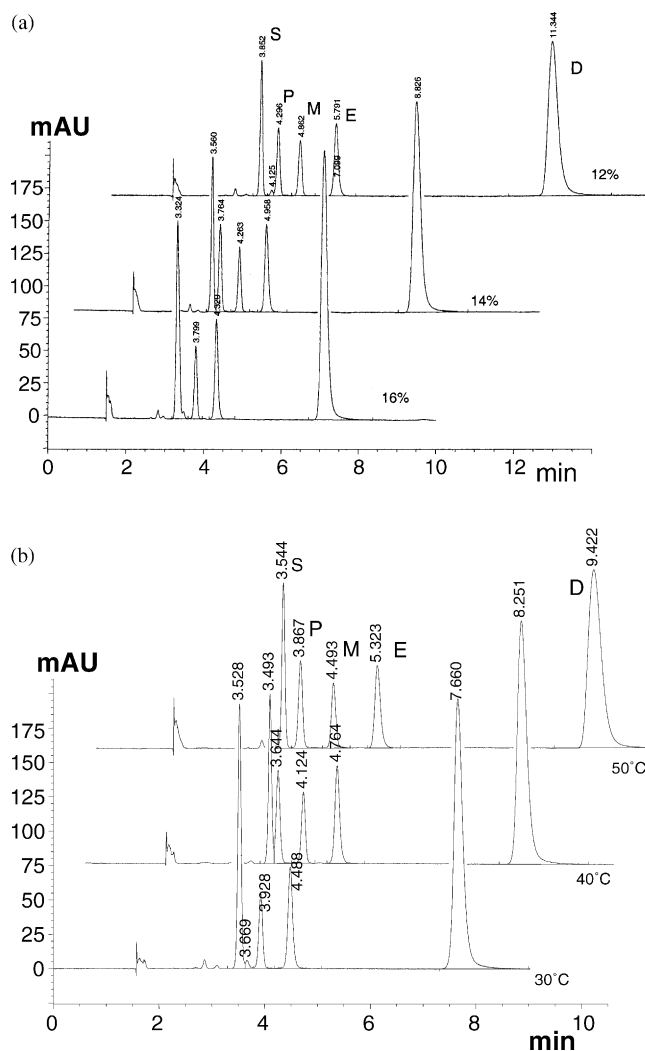 (a)
S
3.852
P
4.296
4.125
M
4.862
E
5.791
7.099
D
11.344
12%
mAU
3.560
3.764
4.263
4.958
8.826
14%
3.324
3.799
4.329
16%
175
150
125
100
75
50
25
0
0 2 4 6 8 10 12 min
(b)
S
3.544
P
3.867
M
4.493
E
5.323
D
9.422
50°C
mAU
3.493
3.644
4.124
4.764
8.251
40°C
3.528
3.669
3.928
4.488
7.660
30°C
175
150
125
100
75
50
25
0
0 2 4 6 8 10
min